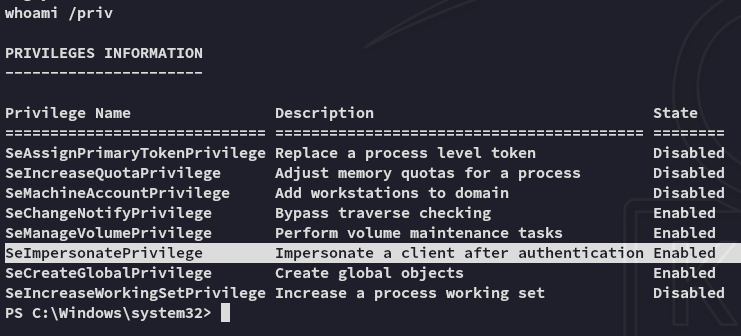 whoami /priv
PRIVILEGES INFORMATION
----------------------
Privilege Name                Description                               State
============================= ========================================= ========
SeAssignPrimaryTokenPrivilege Replace a process level token             Disabled
SeIncreaseQuotaPrivilege      Adjust memory quotas for a process        Disabled
SeMachineAccountPrivilege     Add workstations to domain                Disabled
SeChangeNotifyPrivilege       Bypass traverse checking                  Enabled
SeManageVolumePrivilege       Perform volume maintenance tasks          Enabled
SeImpersonatePrivilege        Impersonate a client after authentication Enabled
SeCreateGlobalPrivilege       Create global objects                     Enabled
SeIncreaseWorkingSetPrivilege Increase a process working set            Disabled
PS C:\Windows\system32>